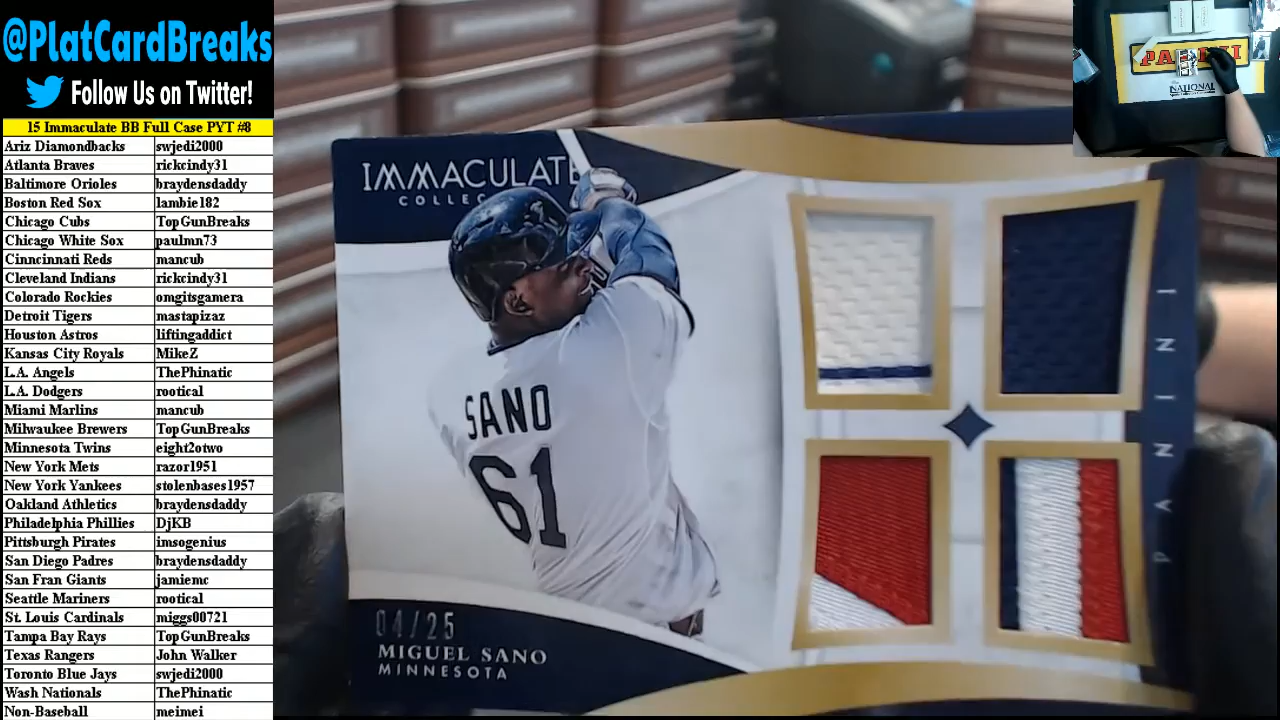 @PlatCardBreaks
Follow Us on Twitter!
15 Immaculate BB Full Case PYT #8
Ariz Diamondbacks swjedi2000
Atlanta Braves rickcindy31
Baltimore Orioles braydensdaddy
Boston Red Sox lambie182
Chicago Cubs TopGunBreaks
Chicago White Sox paulmn73
Cinncinnati Reds mancub
Cleveland Indians rickcindy31
Colorado Rockies omgitsgamera
Detroit Tigers mastapizaz
Houston Astros liftingaddict
Kansas City Royals MikeZ
L.A. Angels ThePhinatic
L.A. Dodgers rootical
Miami Marlins mancub
Milwaukee Brewers TopGunBreaks
Minnesota Twins eight2otwo
New York Mets razor1951
New York Yankees stolenbases1957
Oakland Athletics braydensdaddy
Philadelphia Phillies DjKB
Pittsburgh Pirates imsogenius
San Diego Padres braydensdaddy
San Fran Giants jamiemc
Seattle Mariners rootical
St. Louis Cardinals miggs00721
Tampa Bay Rays TopGunBreaks
Texas Rangers John Walker
Toronto Blue Jays swjedi2000
Wash Nationals ThePhinatic
Non-Baseball meimei
IMMACULATE
SANO
61
04/25
MIGUEL SANO
MINNESOTA
PANINI
PANINI
NATIONAL